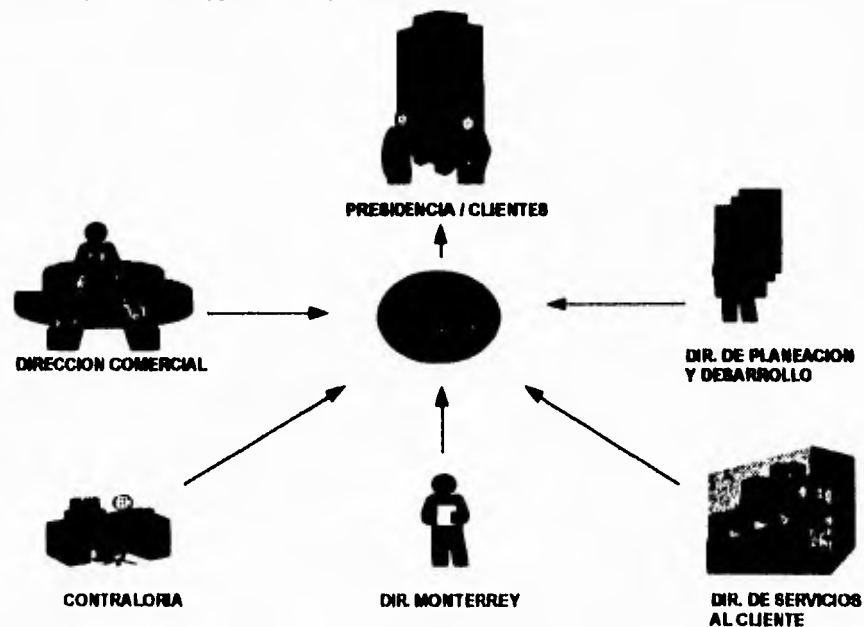 PRESIDENCIA / CLIENTES
DIRECCION COMERCIAL
DIR. DE PLANEACION
Y DESARROLLO
CONTRALORIA
DIR. MONTERREY
DIR. DE SERVICIOS
AL CLIENTE